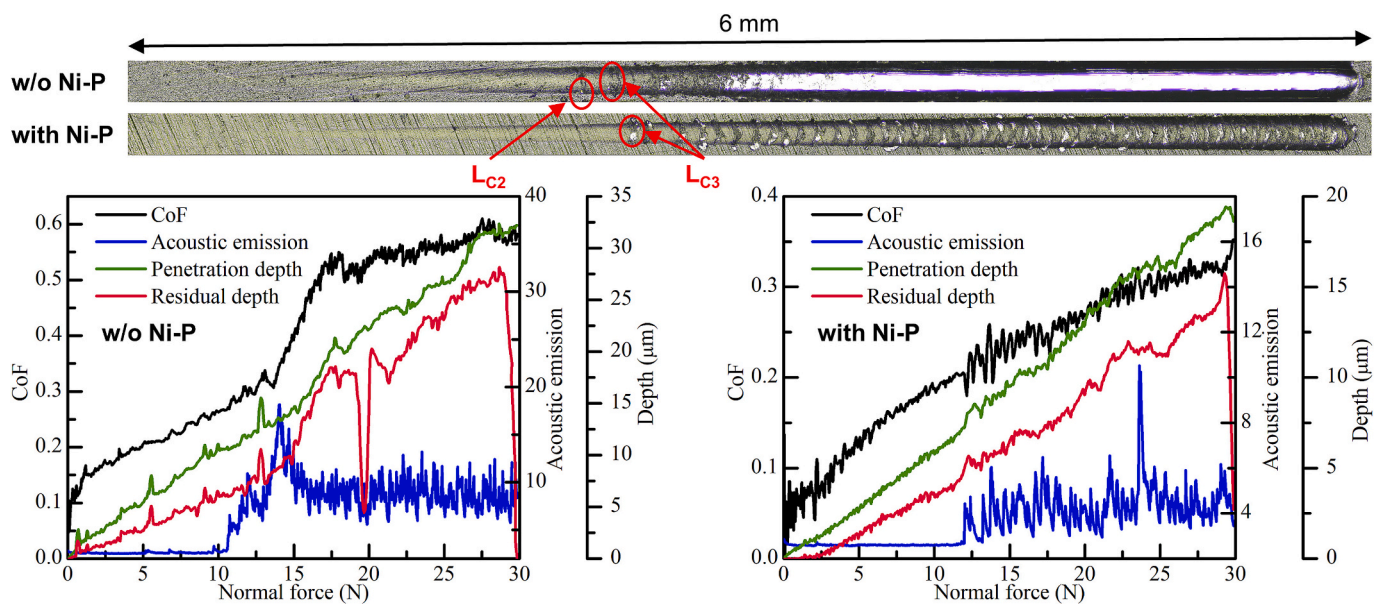 6 mm
w/o Ni-P
with Ni-P
LC2
LC3
CoF
Acoustic emission
Penetration depth
Residual depth
w/o Ni-P
0.0
0.1
0.2
0.3
0.4
0.5
0.6
CoF
0
5
10
15
20
25
30
Normal force (N)
0
10
20
30
40
Acoustic emission
0
5
10
15
20
25
30
35
Depth (μm)
CoF
Acoustic emission
Penetration depth
Residual depth
with Ni-P
0.0
0.1
0.2
0.3
0.4
CoF
0
5
10
15
20
25
30
Normal force (N)
4
8
12
16
Acoustic emission
0
5
10
15
20
Depth (μm)